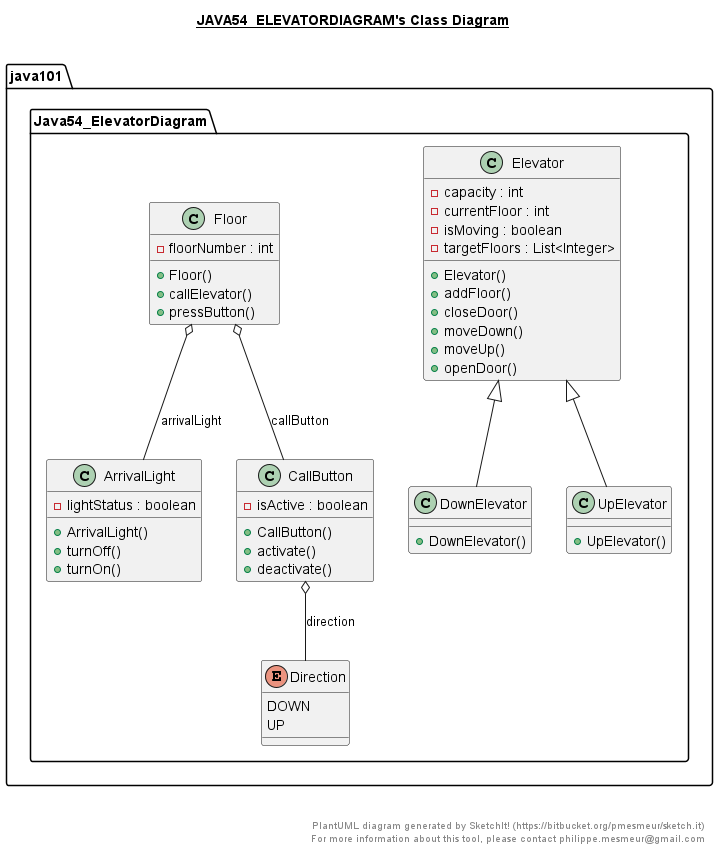 JAVA54_ELEVATORDIAGRAM's Class Diagram
java101
Java54_ElevatorDiagram
C Floor
floorNumber : int
Floor()
callElevator()
pressButton()
C Elevator
capacity : int
currentFloor : int
isMoving : boolean
targetFloors : List<Integer>
Elevator()
addFloor()
closeDoor()
moveDown()
moveUp()
openDoor()
arrivalLight
callButton
C ArrivalLight
lightStatus : boolean
ArrivalLight()
turnOff()
turnOn()
C CallButton
isActive : boolean
CallButton()
activate()
deactivate()
C DownElevator
DownElevator()
C UpElevator
UpElevator()
direction
E Direction
DOWN
UP
PlantUML diagram generated by SketchIt! (https://bitbucket.org/pmesmeur/sketch.it)
For more information about this tool, please contact philippe.mesmeur@gmail.com